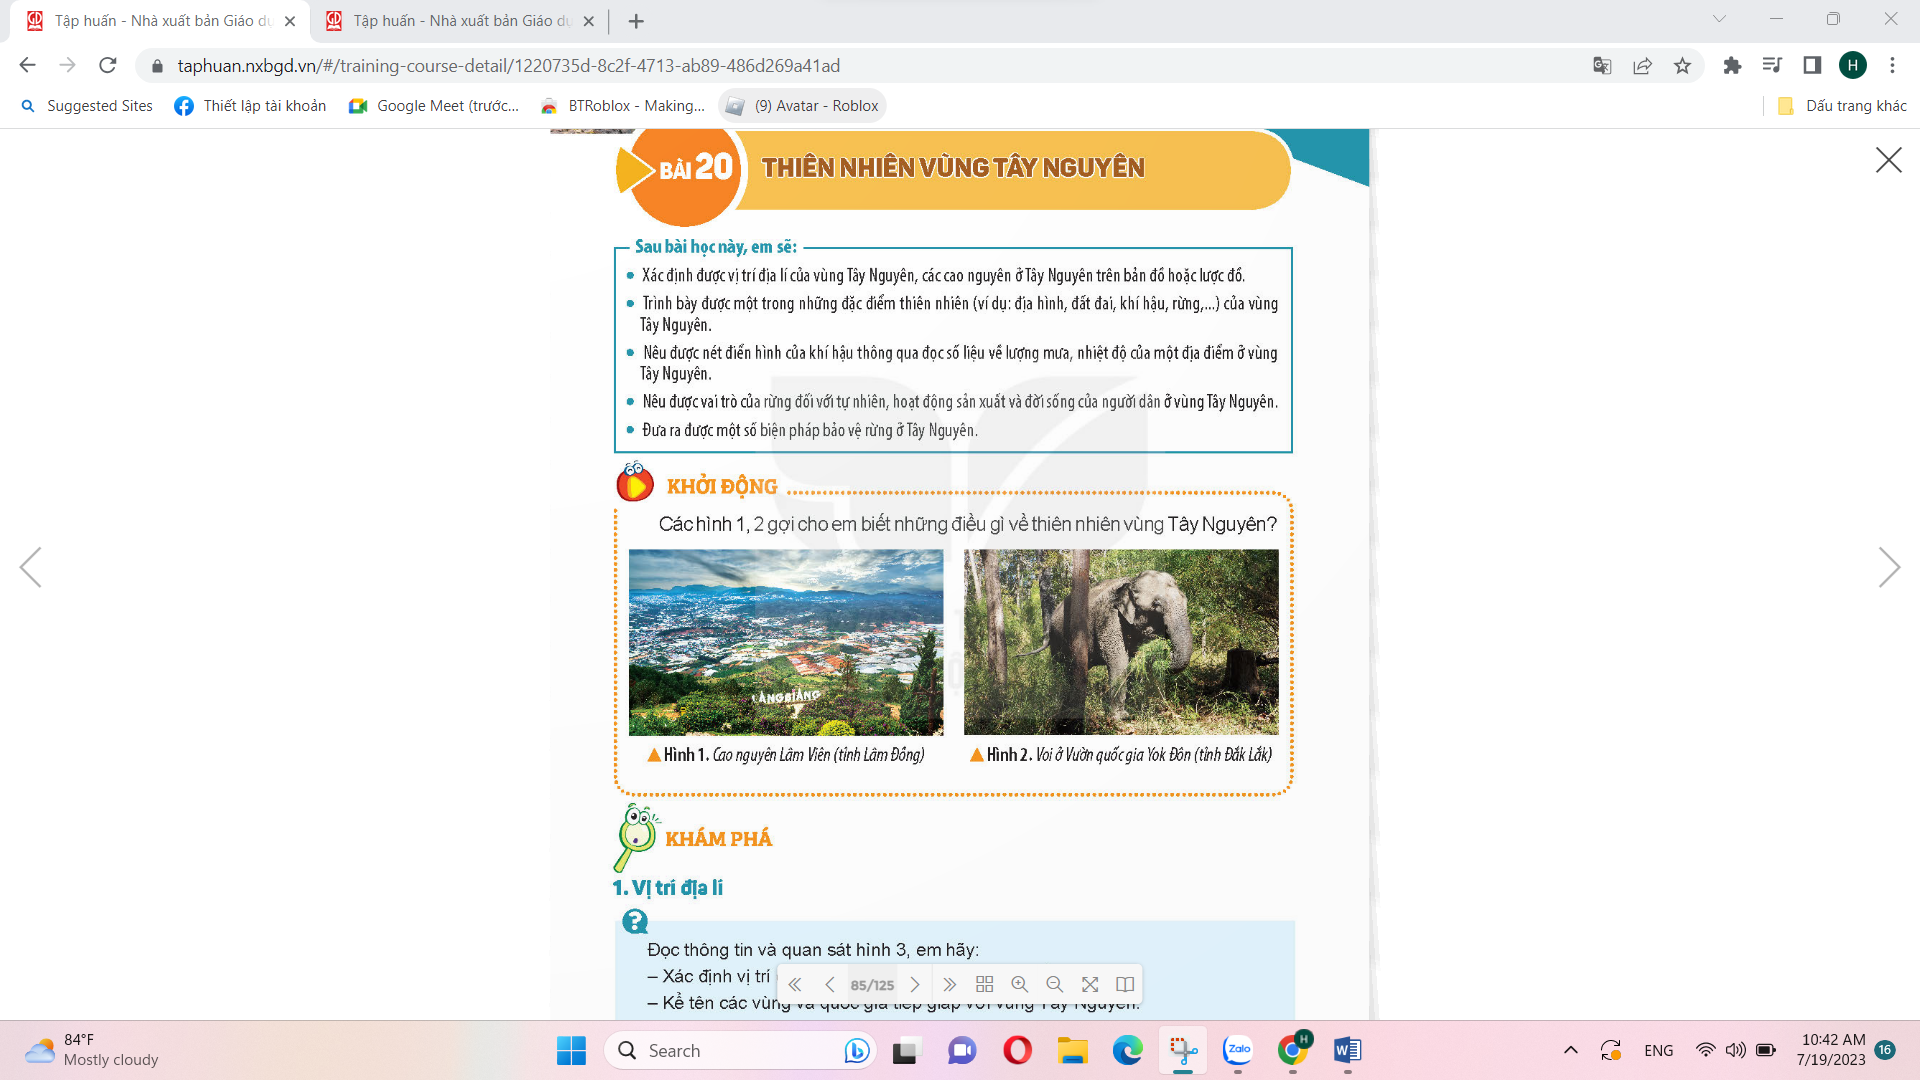 Tập huấn - Nhà xuất bản Giáo dụ
Tập huấn - Nhà xuất bản Giáo dụ
taphuan.nxbgd.vn/#/training-course-detail/1220735d-8c2f-4713-ab89-486d269a41ad
H
Suggested Sites
Thiết lập tài khoản
Google Meet (trước...
BTRoblox - Making...
(9) Avatar - Roblox
Dấu trang khác
BÀI 20
THIÊN NHIÊN VÙNG TÂY NGUYÊN
Sau bài học này, em sẽ:
• Xác định được vị trí địa lí của vùng Tây Nguyên, các cao nguyên ở Tây Nguyên trên bản đồ hoặc lược đồ.
• Trình bày được một trong những đặc điểm thiên nhiên (ví dụ: địa hình, đất đai, khí hậu, rừng,...) của vùng
Tây Nguyên.
• Nêu được nét điển hình của khí hậu thông qua đọc số liệu về lượng mưa, nhiệt độ của một địa điểm ở vùng
Tây Nguyên.
• Nêu được vai trò của rừng đối với tự nhiên, hoạt động sản xuất và đời sống của người dân ở vùng Tây Nguyên.
• Đưa ra được một số biện pháp bảo vệ rừng ở Tây Nguyên.
KHỞI ĐỘNG
Các hình 1, 2 gợi cho em biết những điều gì về thiên nhiên vùng Tây Nguyên?
LANGBIANG
Hình 1. Cao nguyên Lâm Viên (tỉnh Lâm Đồng)
Hình 2. Voi ở Vườn quốc gia Yok Đôn (tỉnh Đắk Lắk)
KHÁM PHÁ
1. Vị trí địa lí
?
Đọc thông tin và quan sát hình 3, em hãy:
– Xác định vị trí
85/125
– Kể tên các vùng và quốc gia tiếp giáp với vùng Tây Nguyên.
84°F
Mostly cloudy
Search
Zalo
H
ENG
10:42 AM
7/19/2023
16